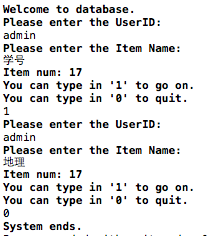 Welcome to database.
Please enter the UserID:
admin
Please enter the Item Name:
学号
Item num: 17
You can type in '1' to go on.
You can type in '0' to quit.
1
Please enter the UserID:
admin
Please enter the Item Name:
地理
Item num: 17
You can type in '1' to go on.
You can type in '0' to quit.
0
System ends.